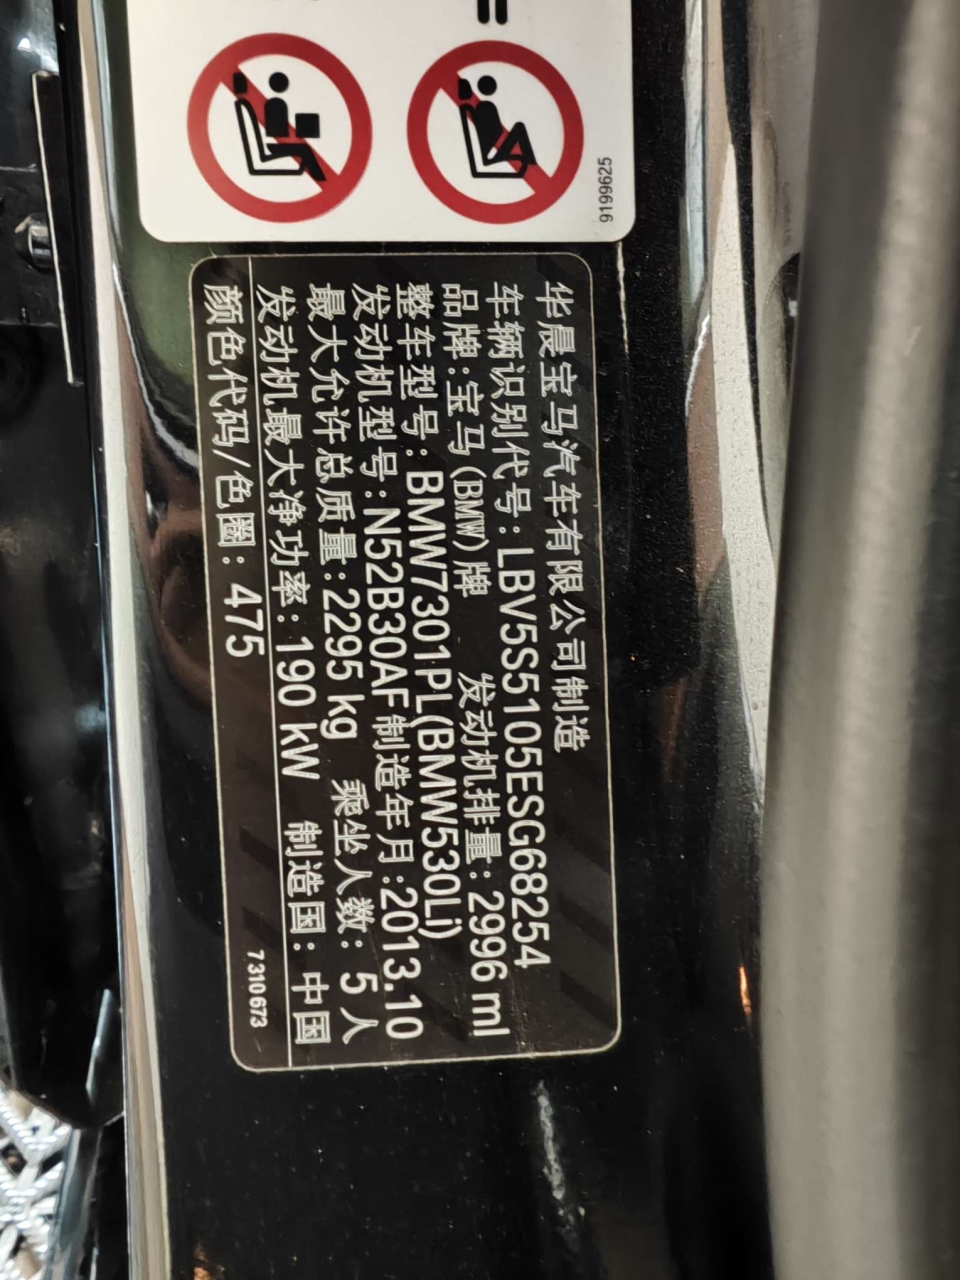 9199625
华晨宝马汽车有限公司制造
车辆识别代号:LBV5S5105ESG68254
品牌:宝马(BMW)牌 发动机排量:2996 ml
整车型号:BMW7301PL(BMW530Li)
发动机型号:N52B30AF制造年月:2013.10
最大允许总质量:2295 kg 乘坐人数:5人
发动机最大净功率:190 kW 制造国:中国
颜色代码/色圈:475
7 310 673